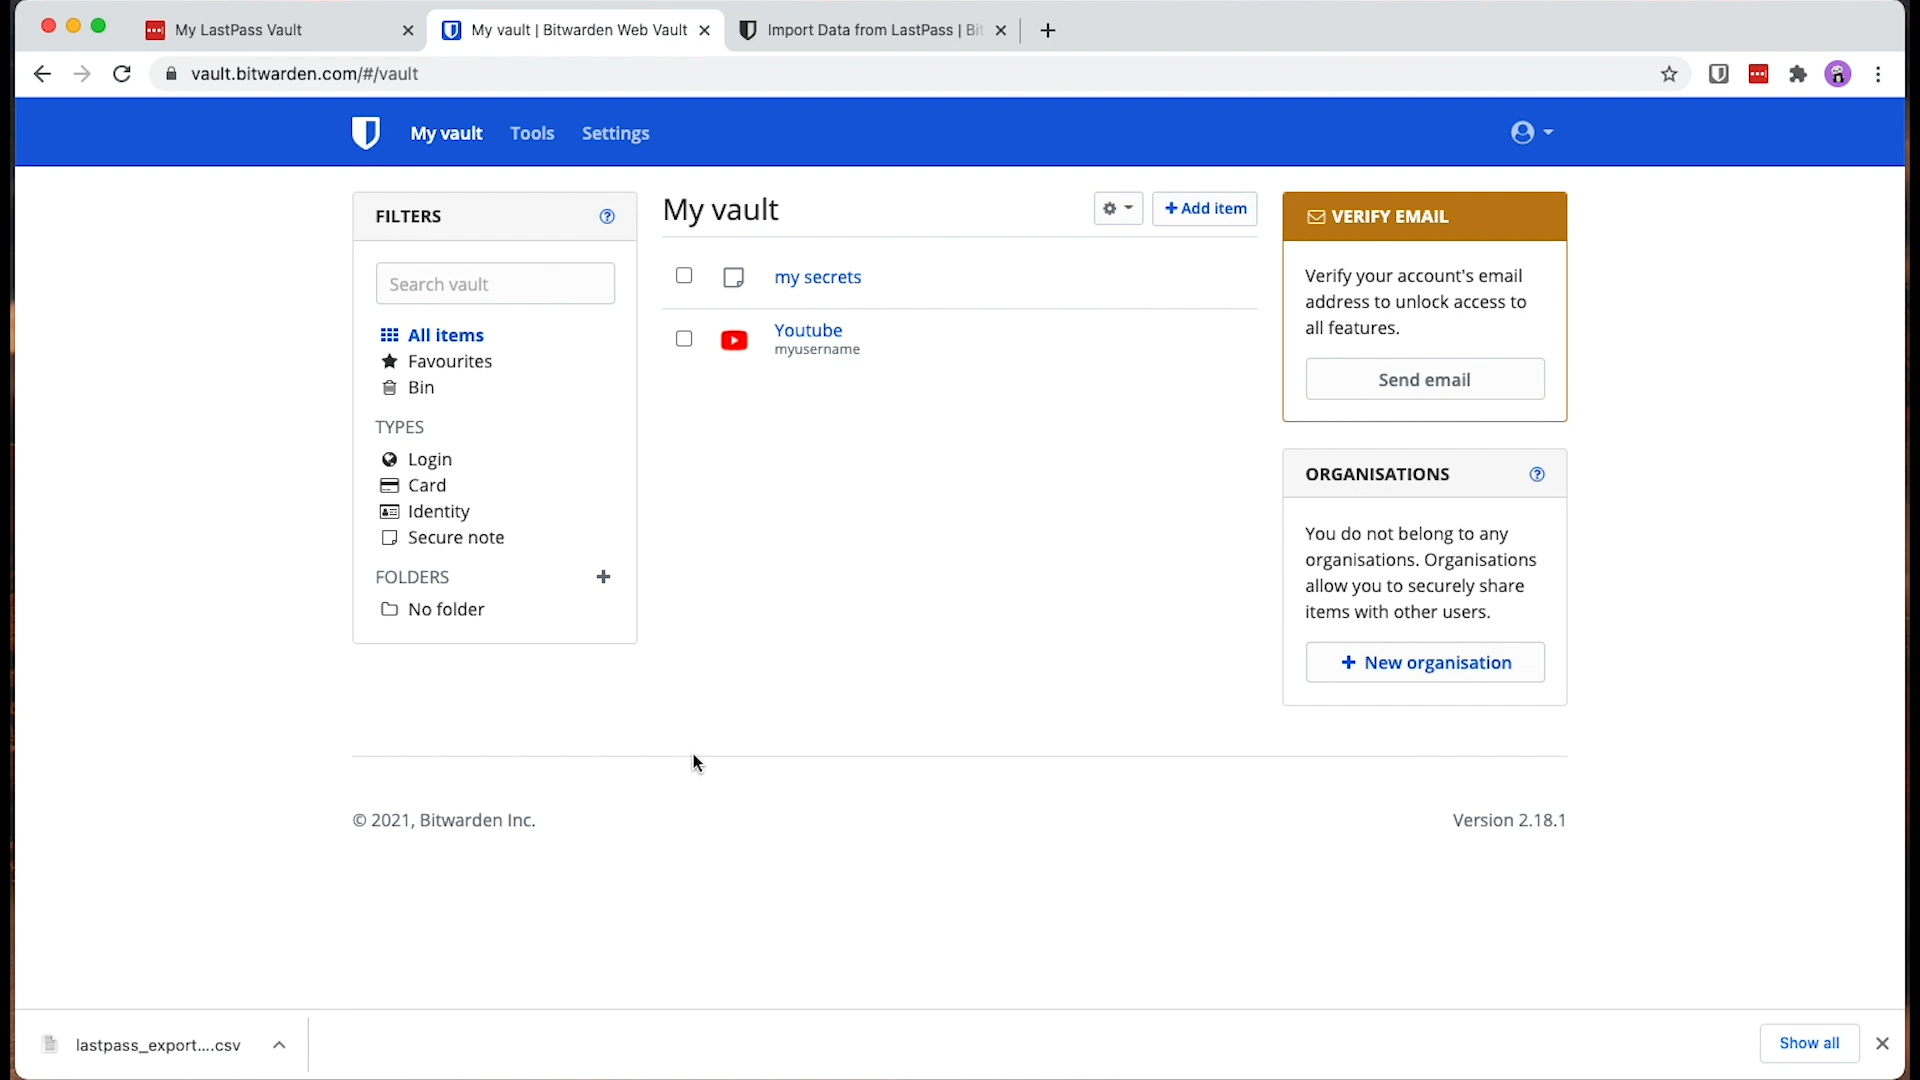 My LastPass Vault
My vault | Bitwarden Web Vault
Import Data from LastPass | Bit
vault.bitwarden.com/#/vault
My vault
Tools
Settings
FILTERS
Search vault
All items
Favourites
Bin
TYPES
Login
Card
Identity
Secure note
FOLDERS
No folder
My vault
Add item
my secrets
Youtube
myusername
VERIFY EMAIL
Verify your account's email
address to unlock access to
all features.
Send email
ORGANISATIONS
You do not belong to any
organisations. Organisations
allow you to securely share
items with other users.
New organisation
© 2021, Bitwarden Inc.
Version 2.18.1
lastpass_export....csv
Show all